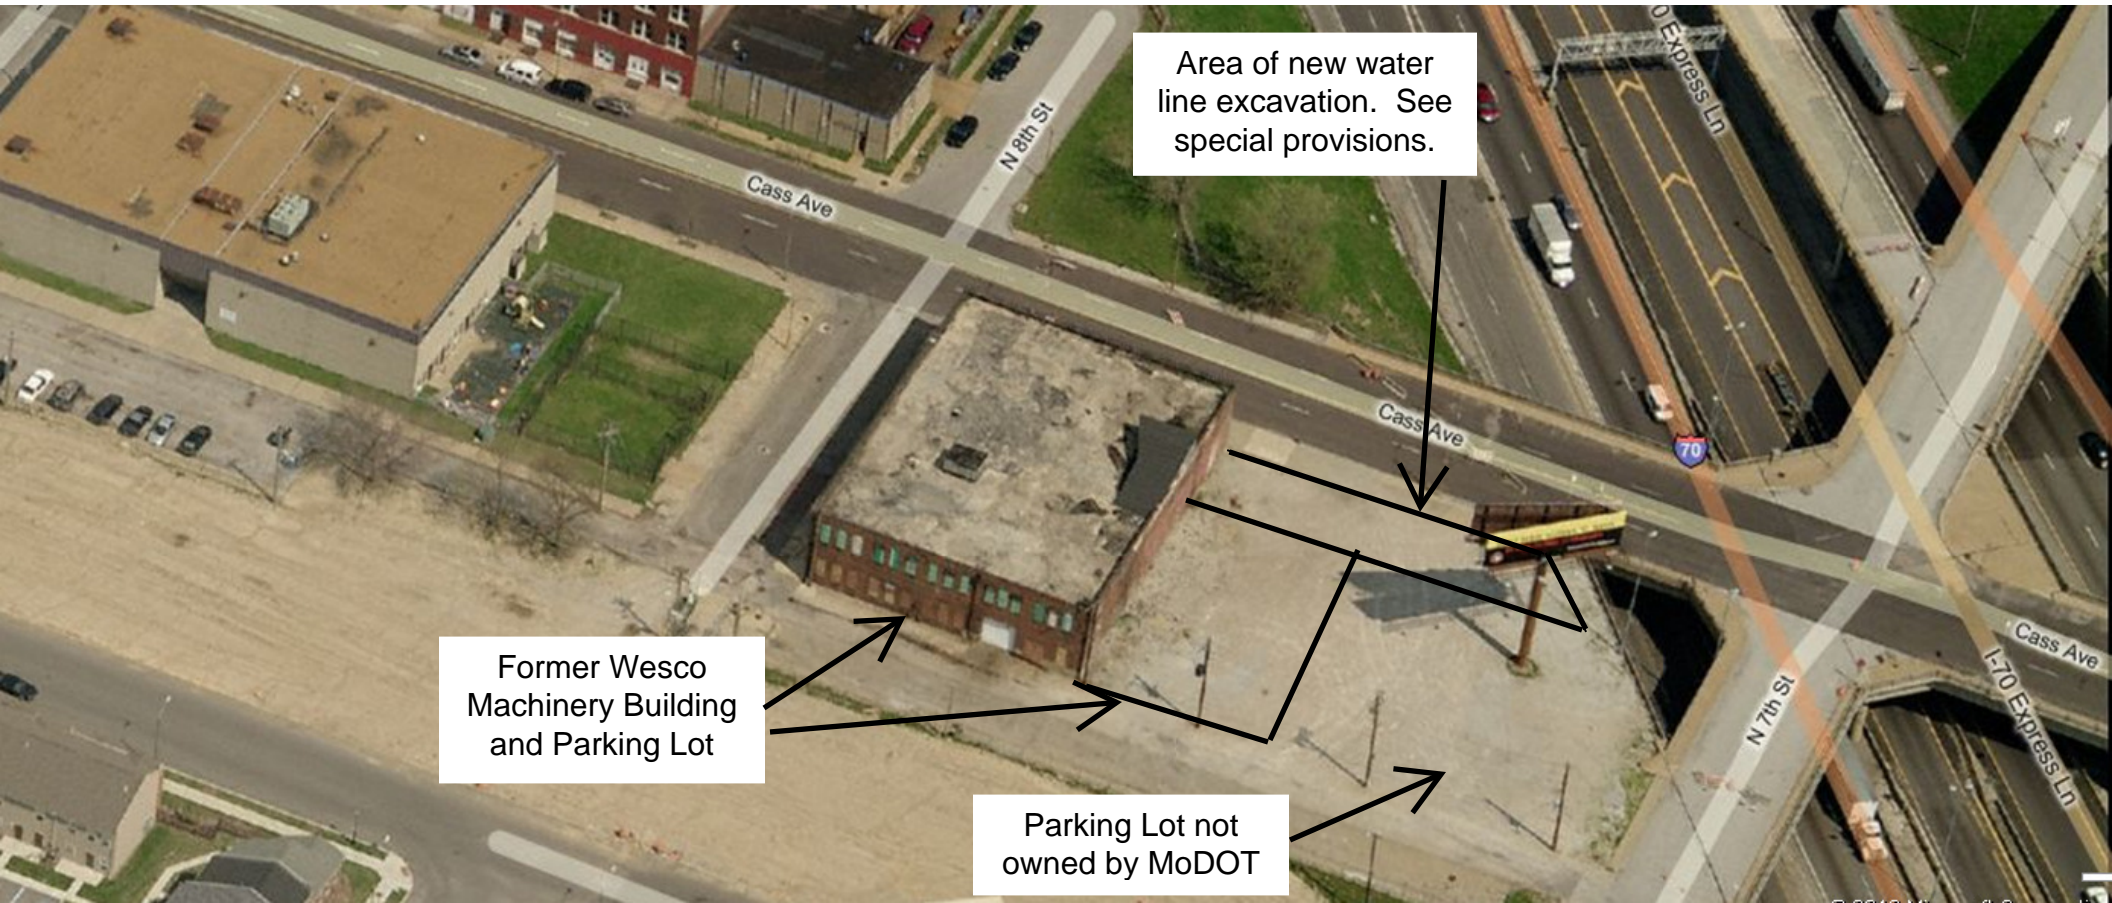 Area of new water
line excavation.  See
special provisions.
Former Wesco
Machinery Building
and Parking Lot
Parking Lot not
owned by MoDOT
Cass Ave
N 8th St
Cass Ave
70
0 Express Ln
Cass Ave
N 7th St
I-70 Express Ln